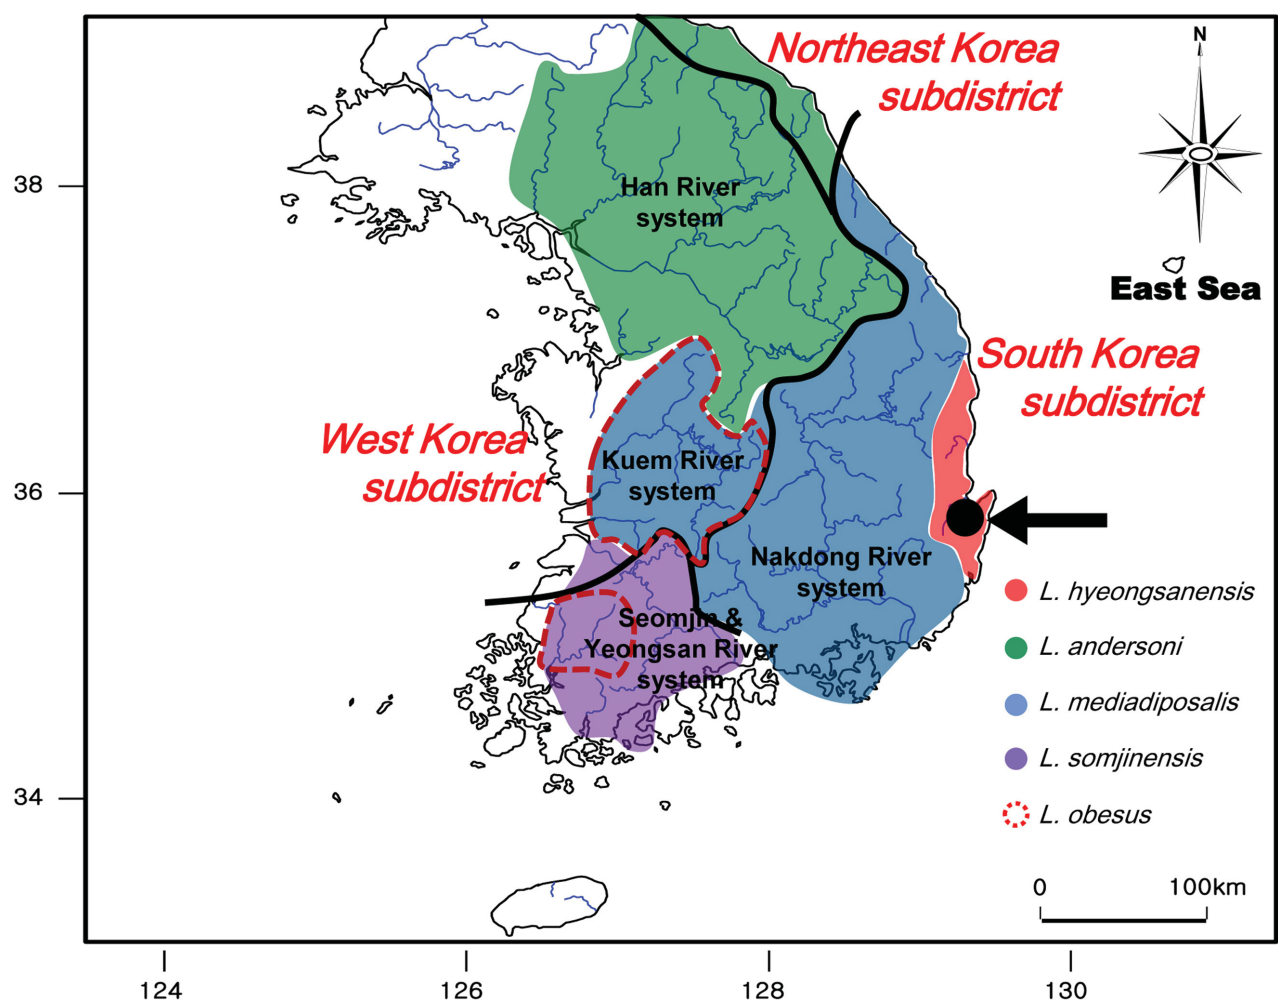 Northeast Korea
subdistrict
N
38
Han River
system
East Sea
South Korea
subdistrict
West Korea
subdistrict
Kuem River
system
36
Nakdong River
system
L. hyeongsanensis
Seomjin &
Yeongsan River
system
L. andersoni
L. mediadiposalis
L. somjinensis
34
L. obesus
0 100km
124 126 128 130